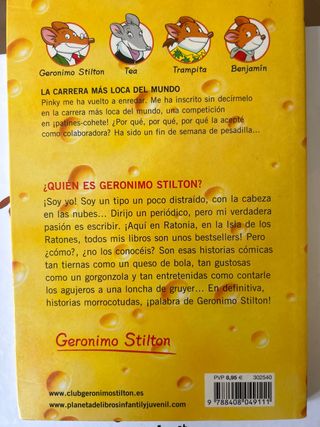 Geronimo Stilton
Tea
Trampita
Benjamín
LA CARRERA MÁS LOCA DEL MUNDO
Pinky me ha vuelto a enredar. Me ha inscrito sin decírmelo
en la carrera más loca del mundo, una competición
en ¡patines-cohete! ¿Por qué, por qué, por qué la acepté
como colaboradora? Ha sido un fin de semana de pesadilla...
¿QUIÉN ES GERONIMO STILTON?
¡Soy yo! Soy un tipo un poco distraído, con la cabeza
en las nubes... Dirijo un periódico, pero mi verdadera
pasión es escribir. ¡Aquí en Ratonia, en la Isla de los
Ratones, todos mis libros son unos bestsellers! Pero
¿cómo?, ¿no los conocéis? Son esas historias cómicas
tan tiernas como un queso de bola, tan gustosas
como un gorgonzola y tan entretenidas como contarle
los agujeros a una loncha de gruyer... En definitiva,
historias morrocotudas, ¡palabra de Geronimo Stilton!
Geronimo Stilton
PVP 8,95 €
302540
9 788408 049111
www.clubgeronimostilton.es
www.planetadelibrosinfantilyjuvenil.com